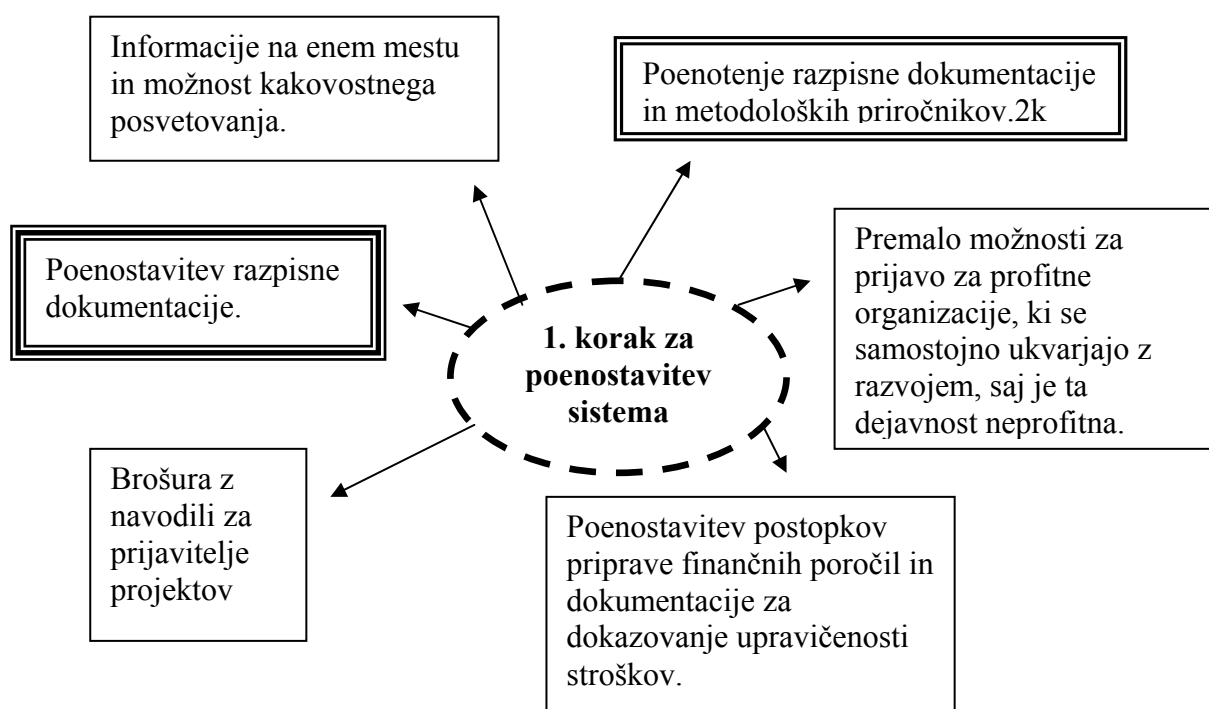 Informacije na enem mestu
in možnost kakovostnega
posvetovanja.
Poenotenje razpisne dokumentacije
in metodoloških priročnikov.2k
Poenostavitev razpisne
dokumentacije.
1. korak za
poenostavitev
sistema
Premalo možnosti za
prijavo za profitne
organizacije, ki se
samostojno ukvarjajo z
razvojem, saj je ta
dejavnost neprofitna.
Brošura z
navodili za
prijavitelje
projektov
Poenostavitev postopkov
priprave finančnih poročil in
dokumentacije za
dokazovanje upravičenosti
stroškov.